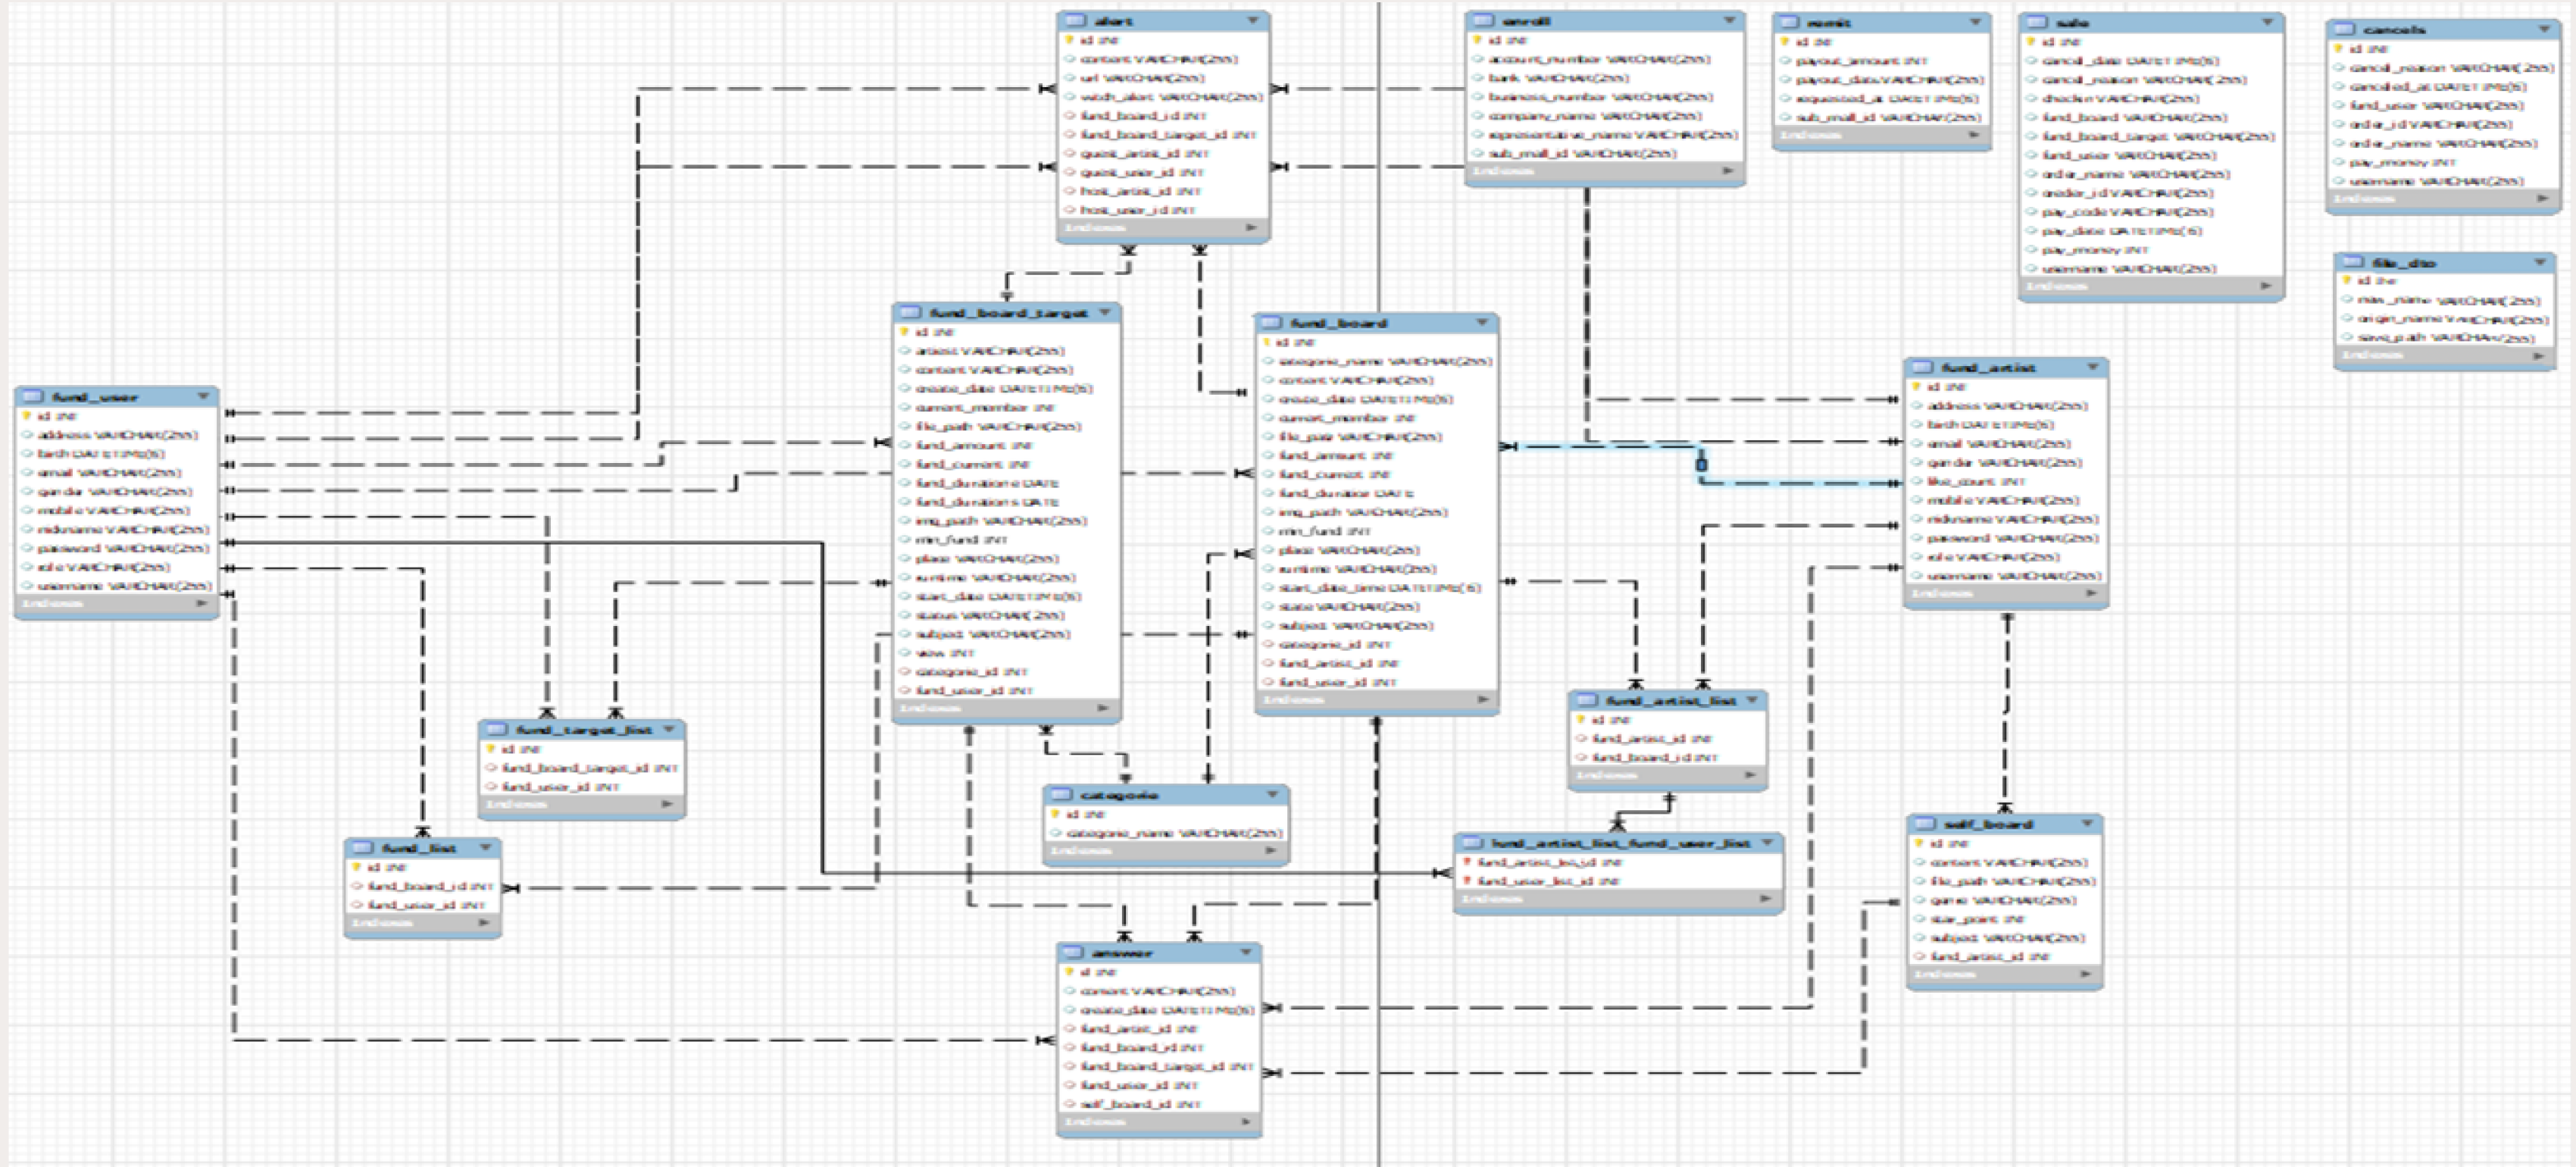 alert
id INT
content VARCHAR(255)
url VARCHAR(255)
VARCHAR(255)
fund_board_id INT
fund_board_target_id INT
guest_artist_id INT
guest_user_id INT
host_artist_id INT
host_user_id INT
Indexes
enroll
id INT
account_number VARCHAR(255)
bank VARCHAR(255)
business_number VARCHAR(255)
company_name VARCHAR(255)
representative_name VARCHAR(255)
sub_mall_id VARCHAR(255)
Indexes
remit
id INT
payout_amount INT
payout_date VARCHAR(255)
requested_at DATETIME(6)
sub_mall_id VARCHAR(255)
Indexes
sale
id INT
cancel_date DATETIME(6)
cancel_reason VARCHAR(255)
VARCHAR(255)
fund_board VARCHAR(255)
fund_board_target VARCHAR(255)
fund_user VARCHAR(255)
order_name VARCHAR(255)
VARCHAR(255)
pay_code VARCHAR(255)
pay_date DATETIME(6)
pay_money INT
username VARCHAR(255)
cancels
id INT
cancel_reason VARCHAR(255)
cancelled_at DATETIME(6)
fund_user VARCHAR(255)
order_id VARCHAR(255)
order_name VARCHAR(255)
pay_money INT
username VARCHAR(255)
file_dto
id INT
VARCHAR(255)
origin_name VARCHAR(255)
save_path VARCHAR(255)
fund_user
id INT
address VARCHAR(255)
birth DATETIME(6)
email VARCHAR(255)
gender VARCHAR(255)
mobile VARCHAR(255)
nickname VARCHAR(255)
password VARCHAR(255)
role VARCHAR(255)
username VARCHAR(255)
Indexes
fund_board_target
id INT
VARCHAR(255)
content VARCHAR(255)
create_date DATETIME(6)
current_member INT
file_path VARCHAR(255)
fund_amount INT
fund_current INT
fund_duratione DATE
fund_durations DATE
img_path VARCHAR(255)
min_fund INT
place VARCHAR(255)
runtime VARCHAR(255)
start_date DATETIME(6)
status VARCHAR(255)
subject VARCHAR(255)
view INT
categorie_id INT
fund_user_id INT
Indexes
fund_board
id INT
categorie_name VARCHAR(255)
content VARCHAR(255)
create_date DATETIME(6)
current_member INT
file_path VARCHAR(255)
fund_amount INT
fund_current INT
fund_duration DATE
img_path VARCHAR(255)
min_fund INT
place VARCHAR(255)
runtime VARCHAR(255)
start_date_time DATETIME(6)
state VARCHAR(255)
subject VARCHAR(255)
categorie_id INT
fund_artist_id INT
fund_user_id INT
Indexes
fund_artist
id INT
address VARCHAR(255)
birth DATETIME(6)
email VARCHAR(255)
gender VARCHAR(255)
like_count INT
mobile VARCHAR(255)
nickname VARCHAR(255)
password VARCHAR(255)
role VARCHAR(255)
username VARCHAR(255)
Indexes
fund_target_list
id INT
fund_board_target_id INT
fund_user_id INT
Indexes
fund_list
id INT
fund_board_id INT
fund_user_id INT
Indexes
categorie
id INT
categorie_name VARCHAR(255)
Indexes
fund_artist_list
id INT
fund_artist_id INT
fund_board_id INT
Indexes
fund_artist_list_fund_user_list
fund_artist_list_id INT
fund_user_list_id INT
Indexes
self_board
id INT
content VARCHAR(255)
file_path VARCHAR(255)
genre VARCHAR(255)
star_point INT
subject VARCHAR(255)
fund_artist_id INT
Indexes
answer
id INT
content VARCHAR(255)
create_date DATETIME(6)
fund_artist_id INT
fund_board_id INT
fund_board_target_id INT
fund_user_id INT
self_board_id INT
Indexes